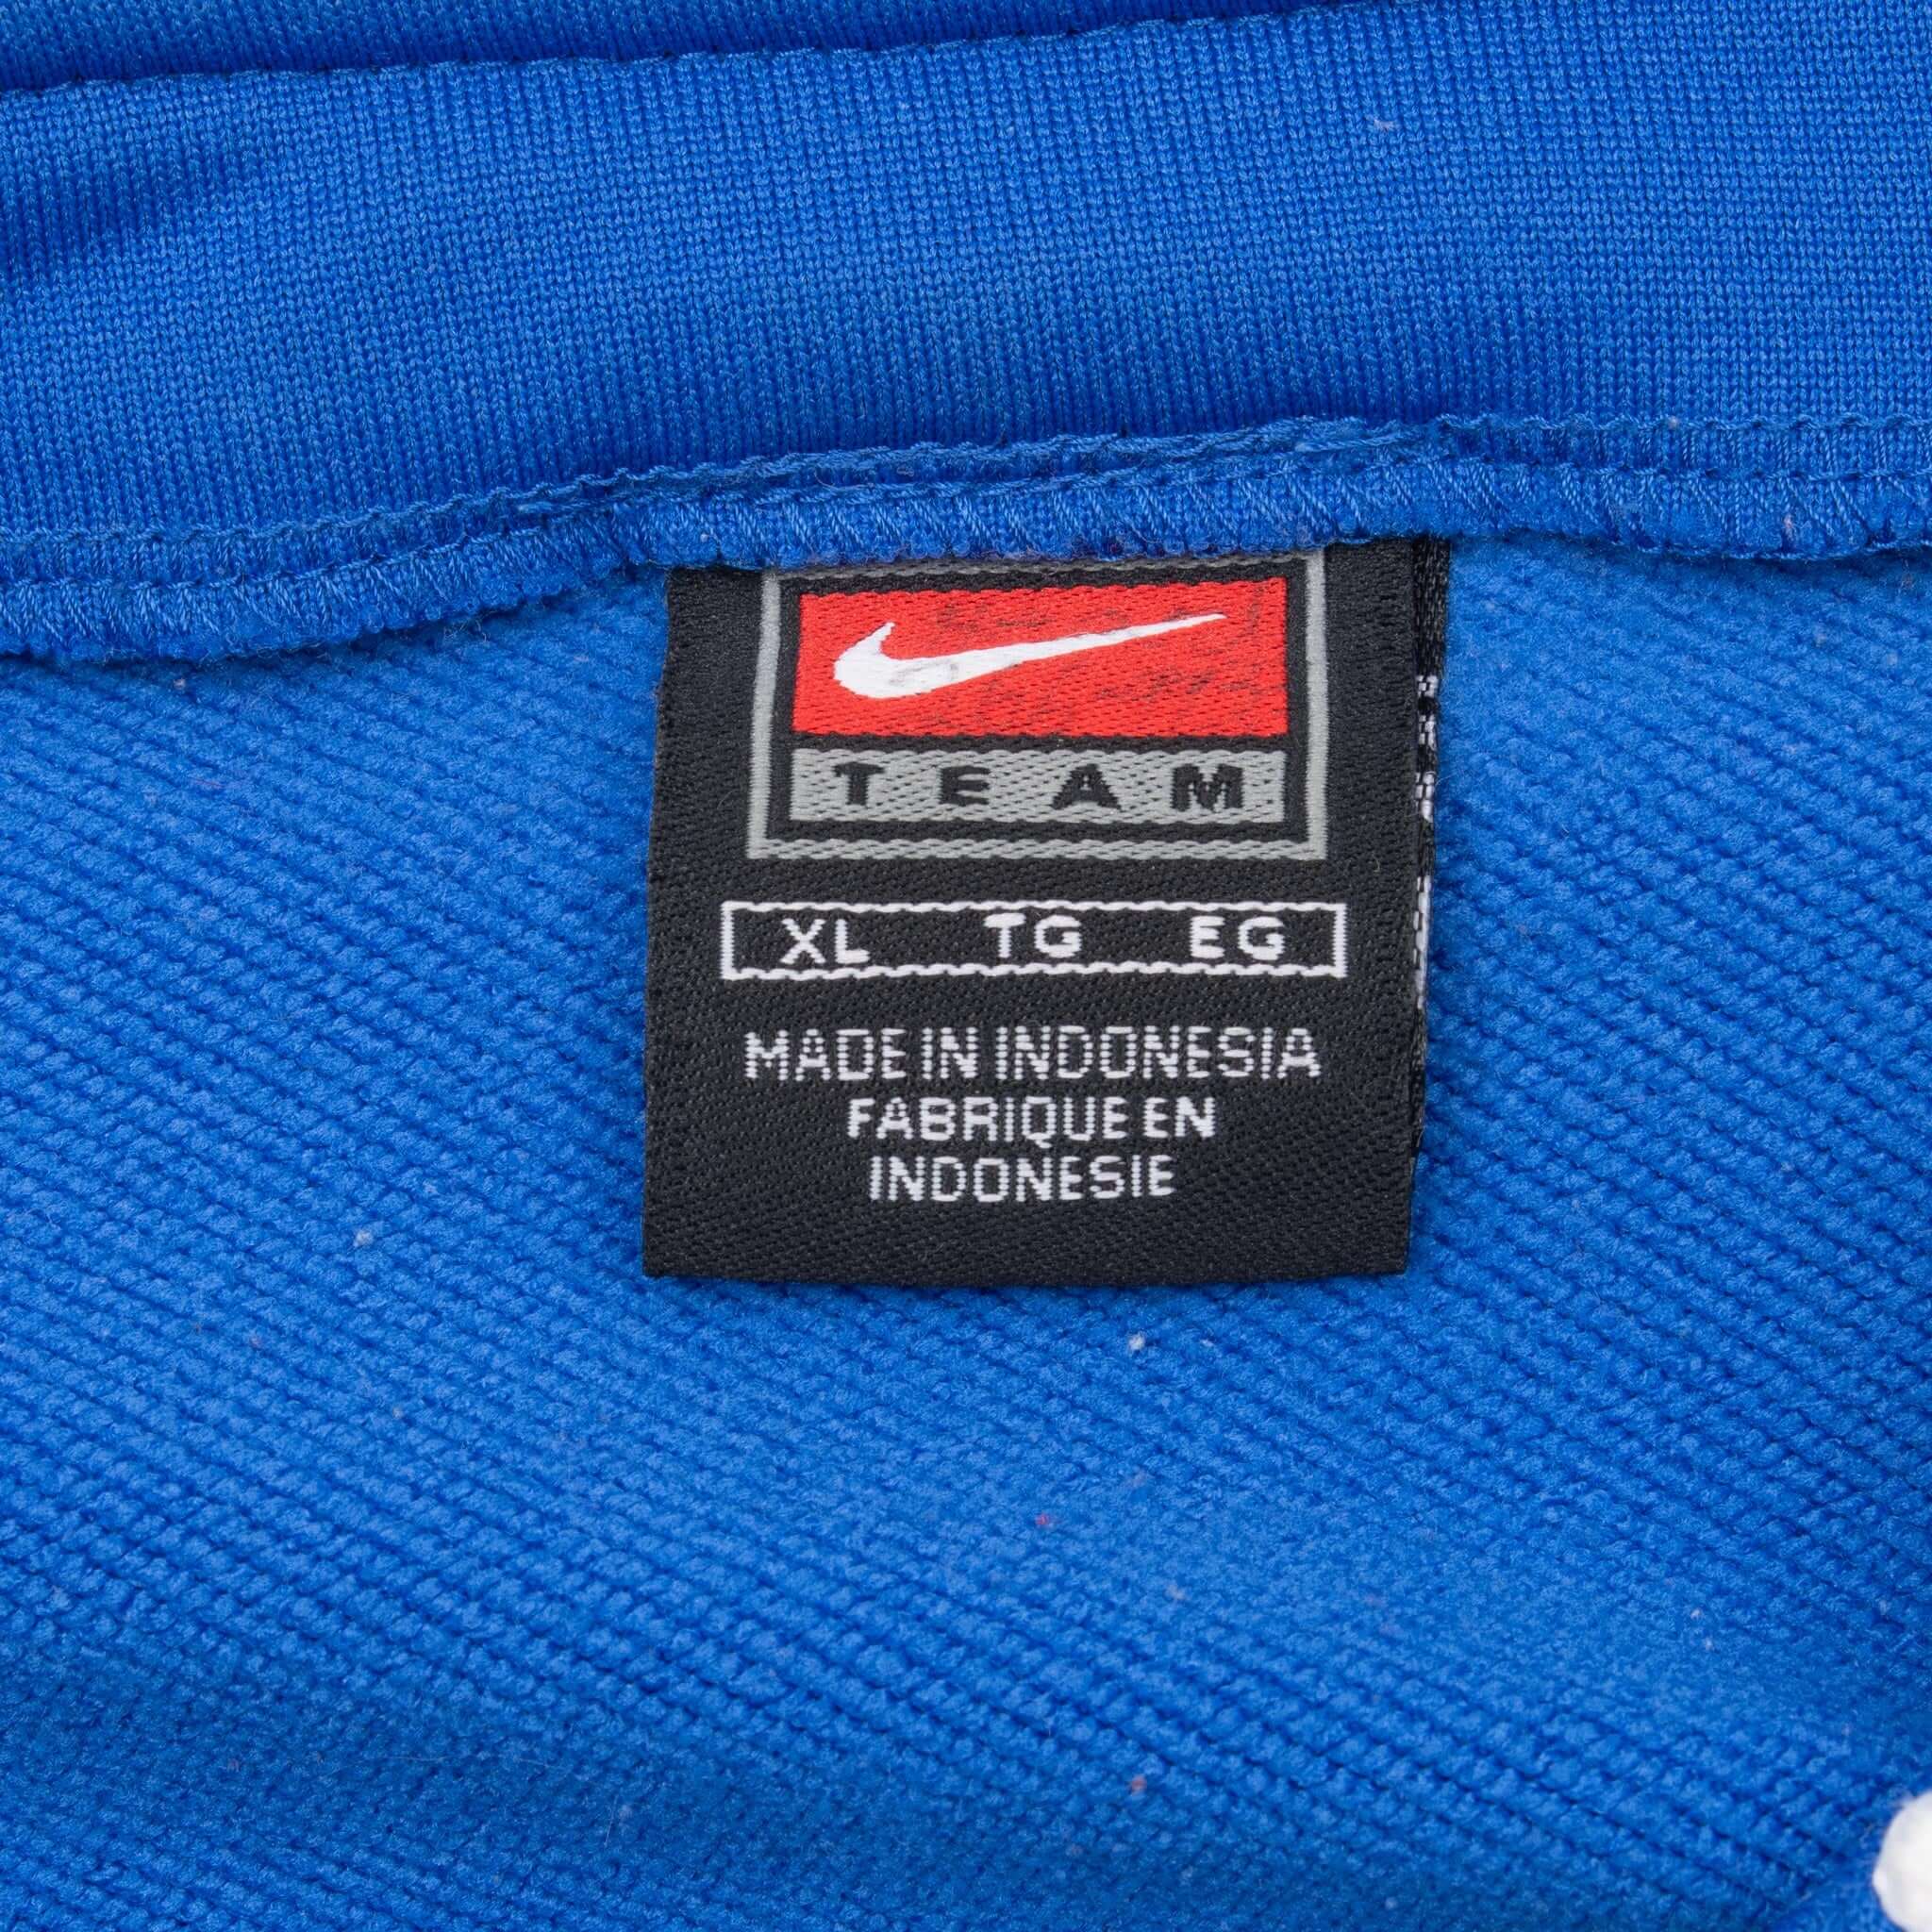 TEAM
XL TG EG
MADE IN INDONESIA
FABRIQUE EN
INDONESIE